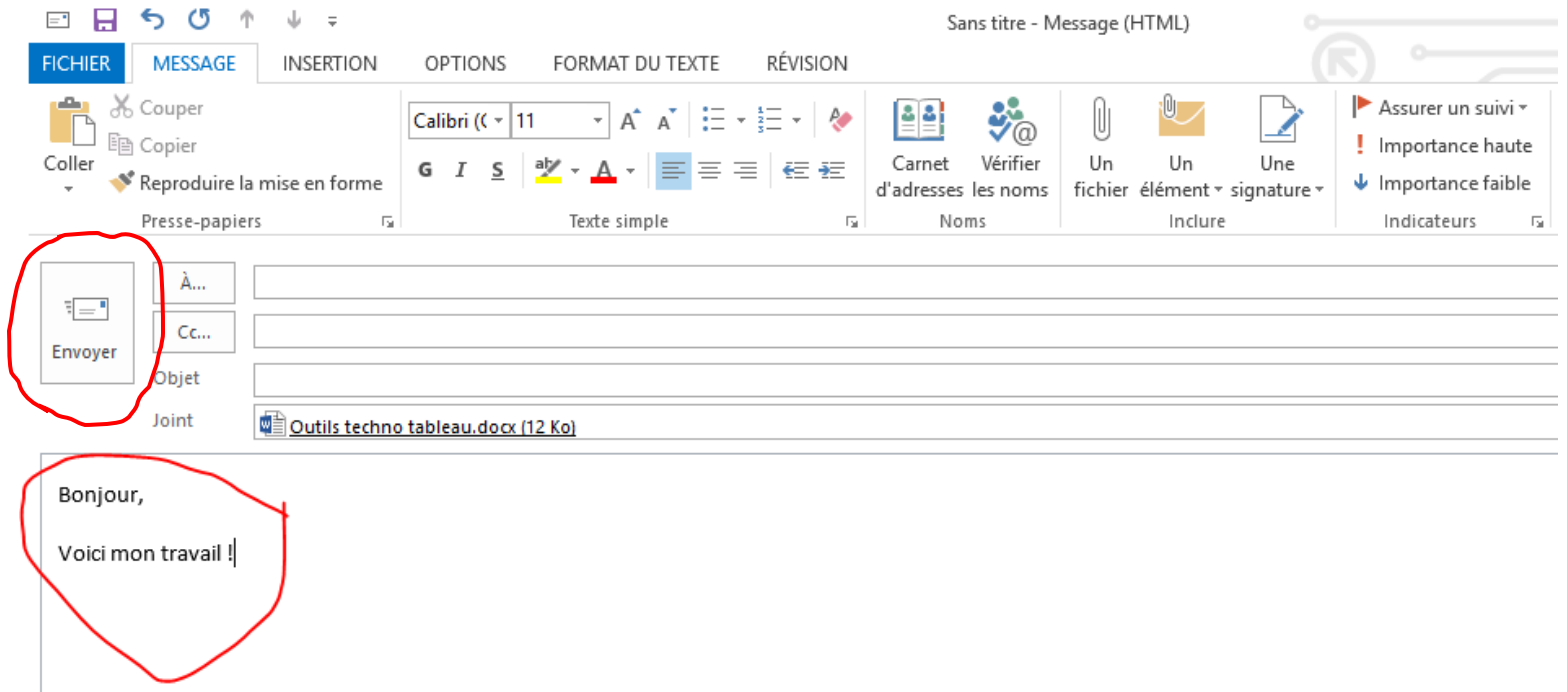 Sans titre - Message (HTML)
FICHIER MESSAGE INSERTION OPTIONS FORMAT DU TEXTE RÉVISION
Coller
Couper
Copier
Reproduire la mise en forme
Presse-papiers
Calibri (( 11
G I S
Texte simple
Carnet
d'adresses
Vérifier
les noms
Noms
Un
fichier
Un
élément
Une
signature
Inclure
Assurer un suivi
Importance haute
Importance faible
Indicateurs
Envoyer
À...
Cc...
Objet
Joint
Outils techno tableau.docx (12 Ko)
Bonjour,
Voici mon travail !